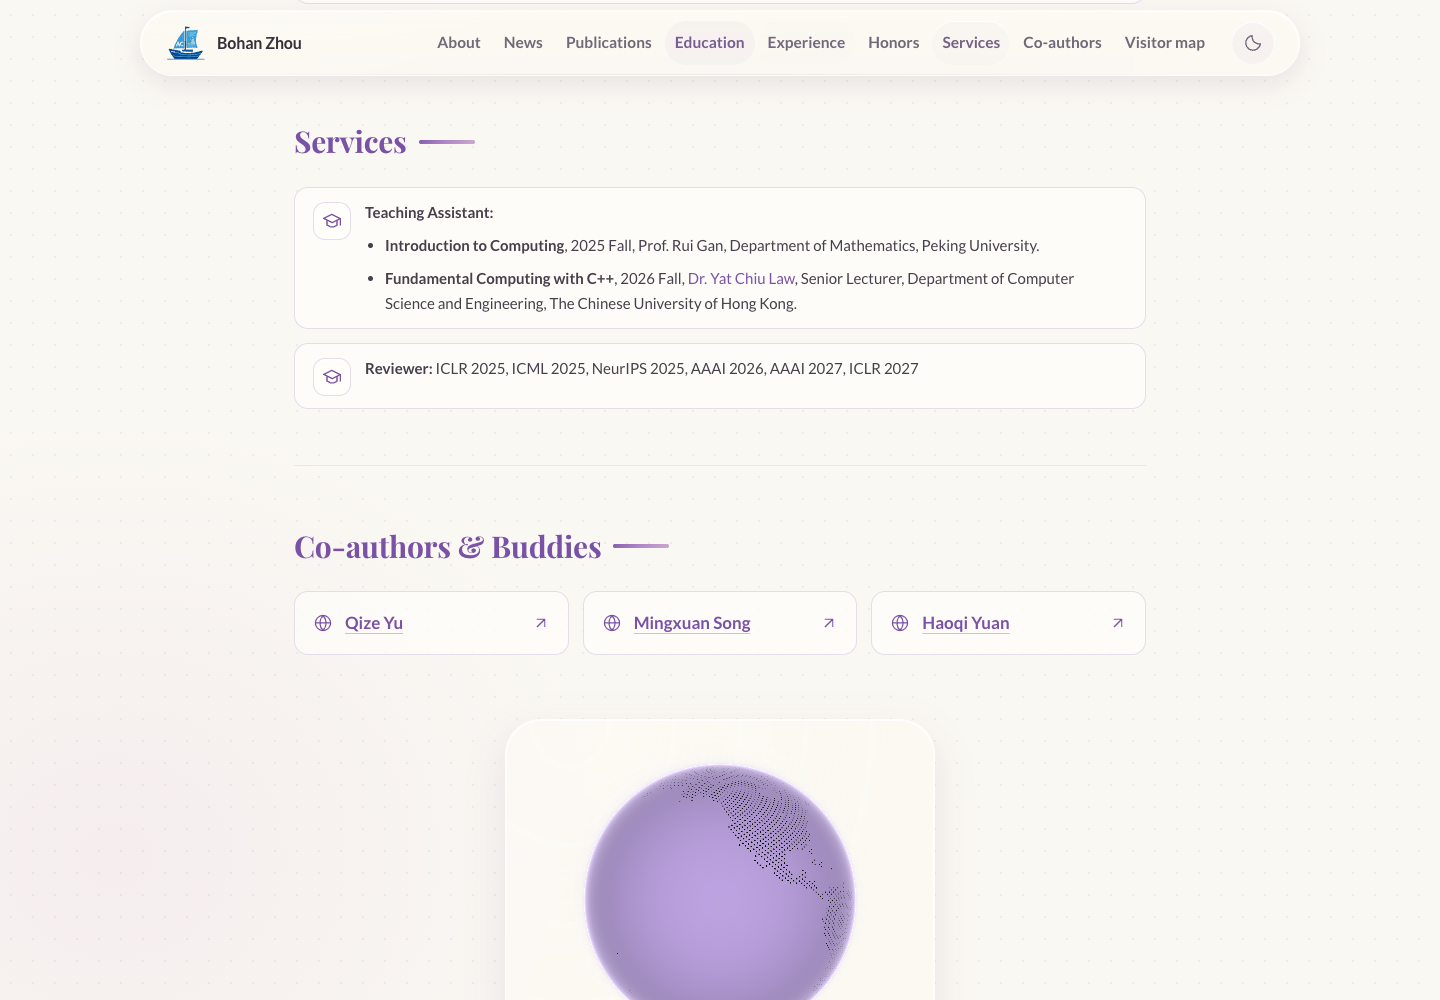 Bohan Zhou
About News Publications Education Experience Honors Services Co-authors Visitor map
Services
Teaching Assistant:
• Introduction to Computing, 2025 Fall, Prof. Rui Gan, Department of Mathematics, Peking University.
• Fundamental Computing with C++, 2026 Fall, Dr. Yat Chiu Law, Senior Lecturer, Department of Computer
Science and Engineering, The Chinese University of Hong Kong.
Reviewer: ICLR 2025, ICML 2025, NeurIPS 2025, AAAI 2026, AAAI 2027, ICLR 2027
Co-authors & Buddies
Qize Yu
Mingxuan Song
Haoqi Yuan